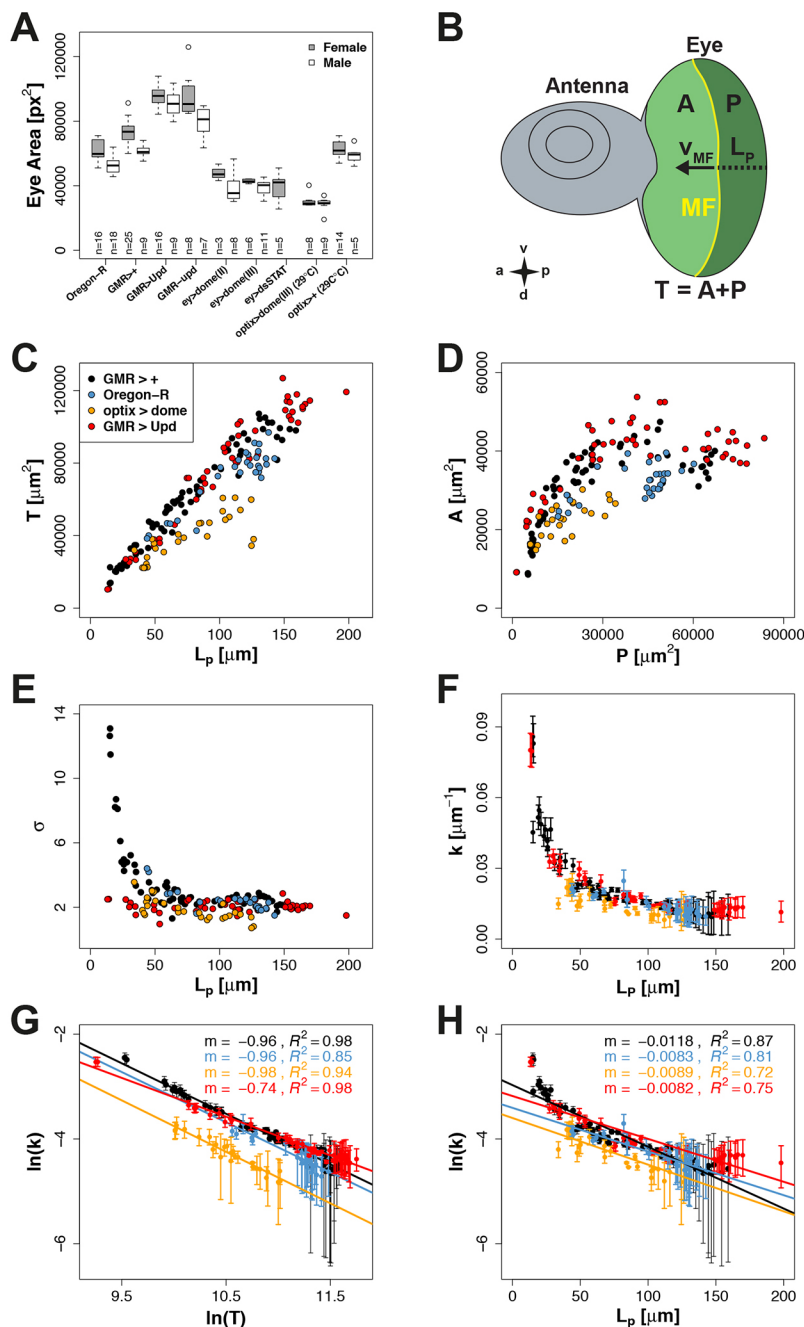 A
Eye Area [px²]
0
40000
80000
120000
Female
Male
n=16
n=18
n=25
n=9
n=16
n=9
n=8
n=7
n=3
n=8
n=6
n=11
n=5
n=8
n=9
n=14
n=5
Oregon-R
GMR>+
GMR>Upd
GMR-upd
ey>dome(II)
ey>dome(III)
ey>dsSTAT
optix>dome(III) (29°C)
optix>+ (29C°C)
B
Eye
Antenna
A
P
v MF
L P
MF
v
a
p
d
T = A+P
C
T [μm²]
0
40000
80000
120000
GMR > +
Oregon-R
optix > dome
GMR > Upd
0
50
100
150
200
L p [μm]
D
A [μm²]
0
20000
40000
60000
0
30000
60000
90000
P [μm²]
E
σ
2
6
10
14
0
50
100
150
200
L p [μm]
F
k [μm⁻¹]
0.00
0.03
0.06
0.09
0
50
100
150
200
L P [μm]
G
ln(k)
-2
-4
-6
m = -0.96 , R² = 0.98
m = -0.96 , R² = 0.85
m = -0.98 , R² = 0.94
m = -0.74 , R² = 0.98
9.5
10.5
11.5
ln(T)
H
ln(k)
-2
-4
-6
m = -0.0118 , R² = 0.87
m = -0.0083 , R² = 0.81
m = -0.0089 , R² = 0.72
m = -0.0082 , R² = 0.75
0
50
100
150
200
L p [μm]